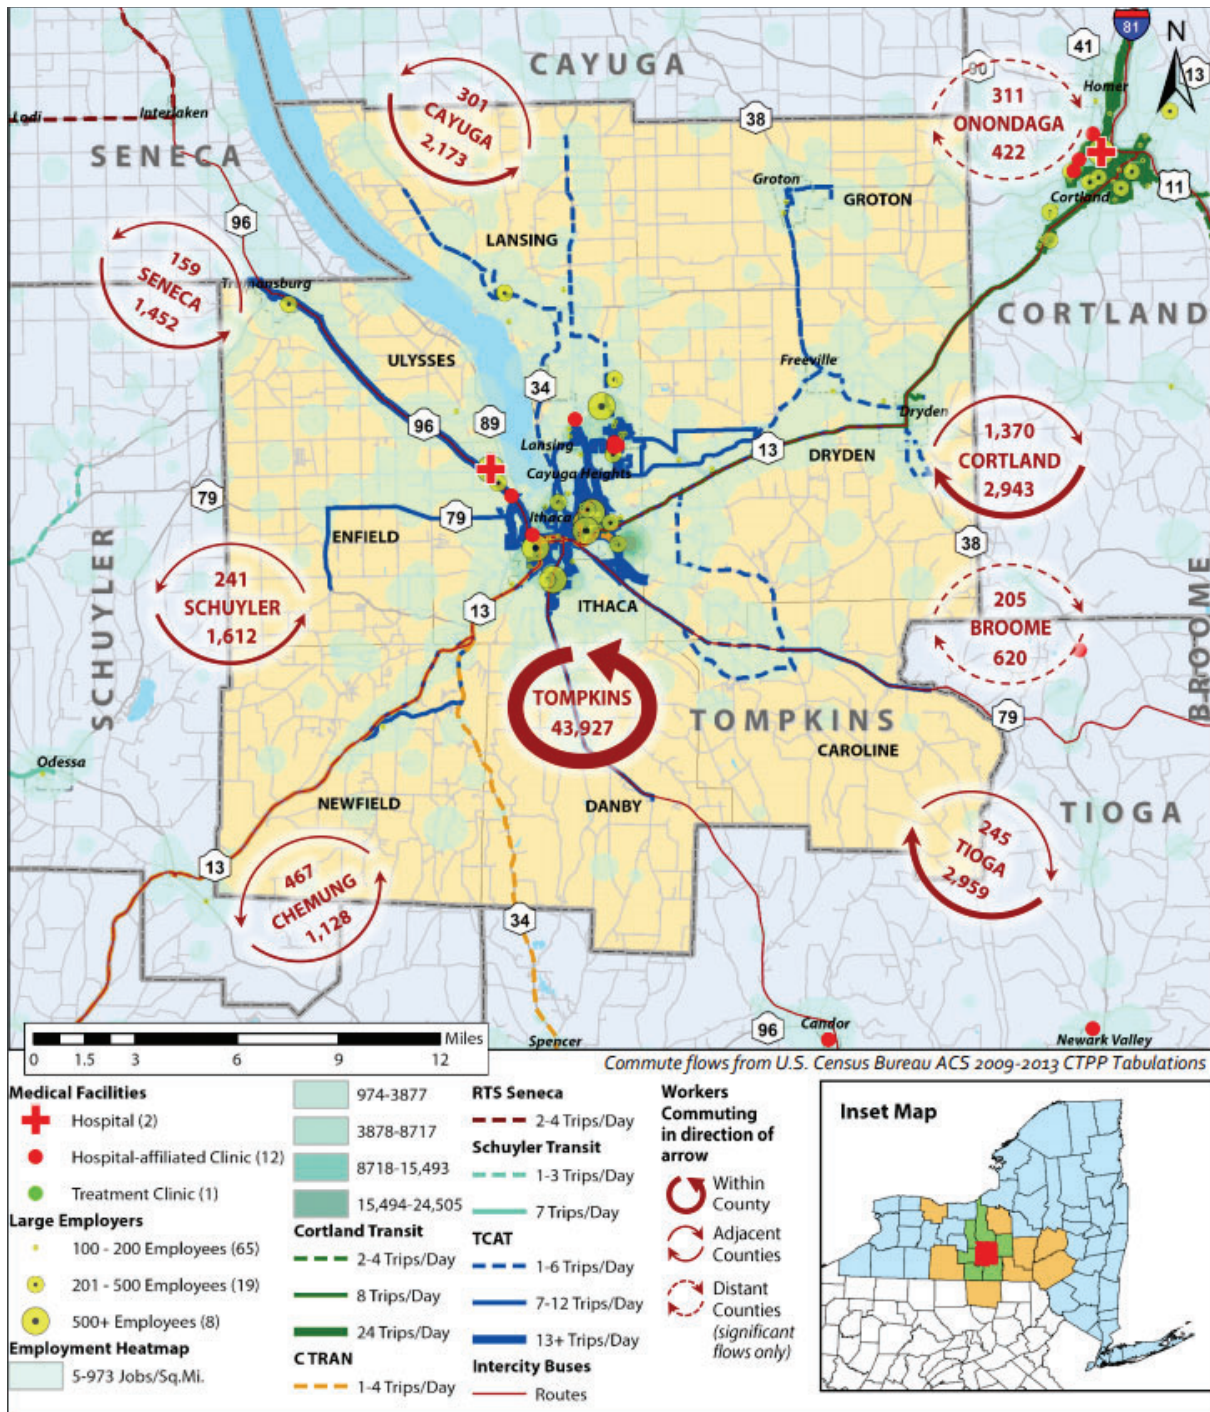 CAYUGA
81
N
41
90
13
Homer
301
CAYUGA
2,173
311
ONONDAGA
422
Lodi
Interlaken
SENECA
38
Groton
GROTON
11
Cortland
96
LANSING
159
SENECA
1,452
Trumansburg
CORTLAND
ULYSSES
34
Freeville
Dryden
96
89
Lansing
13
DRYDEN
1,370
CORTLAND
2,943
Cayuga Heights
79
79
Ithaca
ENFIELD
38
SCHUYLER
241
SCHUYLER
1,612
13
ITHACA
205
BROOME
620
BROOME
TOMPKINS
43,927
TOMPKINS
79
CAROLINE
Odessa
NEWFIELD
DANBY
TIOGA
245
TIOGA
2,959
13
467
CHEMUNG
1,128
34
96
Candor
Spencer
Newark Valley
Miles
0 1.5 3 6 9 12
Commute flows from U.S. Census Bureau ACS 2009-2013 CTPP Tabulations
Medical Facilities
Hospital (2)
Hospital-affiliated Clinic (12)
Treatment Clinic (1)
Large Employers
100 - 200 Employees (65)
201 - 500 Employees (19)
500+ Employees (8)
Employment Heatmap
5-973 Jobs/Sq.Mi.
974-3877
3878-8717
8718-15,493
15,494-24,505
Cortland Transit
2-4 Trips/Day
8 Trips/Day
24 Trips/Day
C TRAN
1-4 Trips/Day
RTS Seneca
2-4 Trips/Day
Schuyler Transit
1-3 Trips/Day
7 Trips/Day
TCAT
1-6 Trips/Day
7-12 Trips/Day
13+ Trips/Day
Intercity Buses
Routes
Workers
Commuting
in direction of
arrow
Within
County
Adjacent
Counties
Distant
Counties
(significant
flows only)
Inset Map